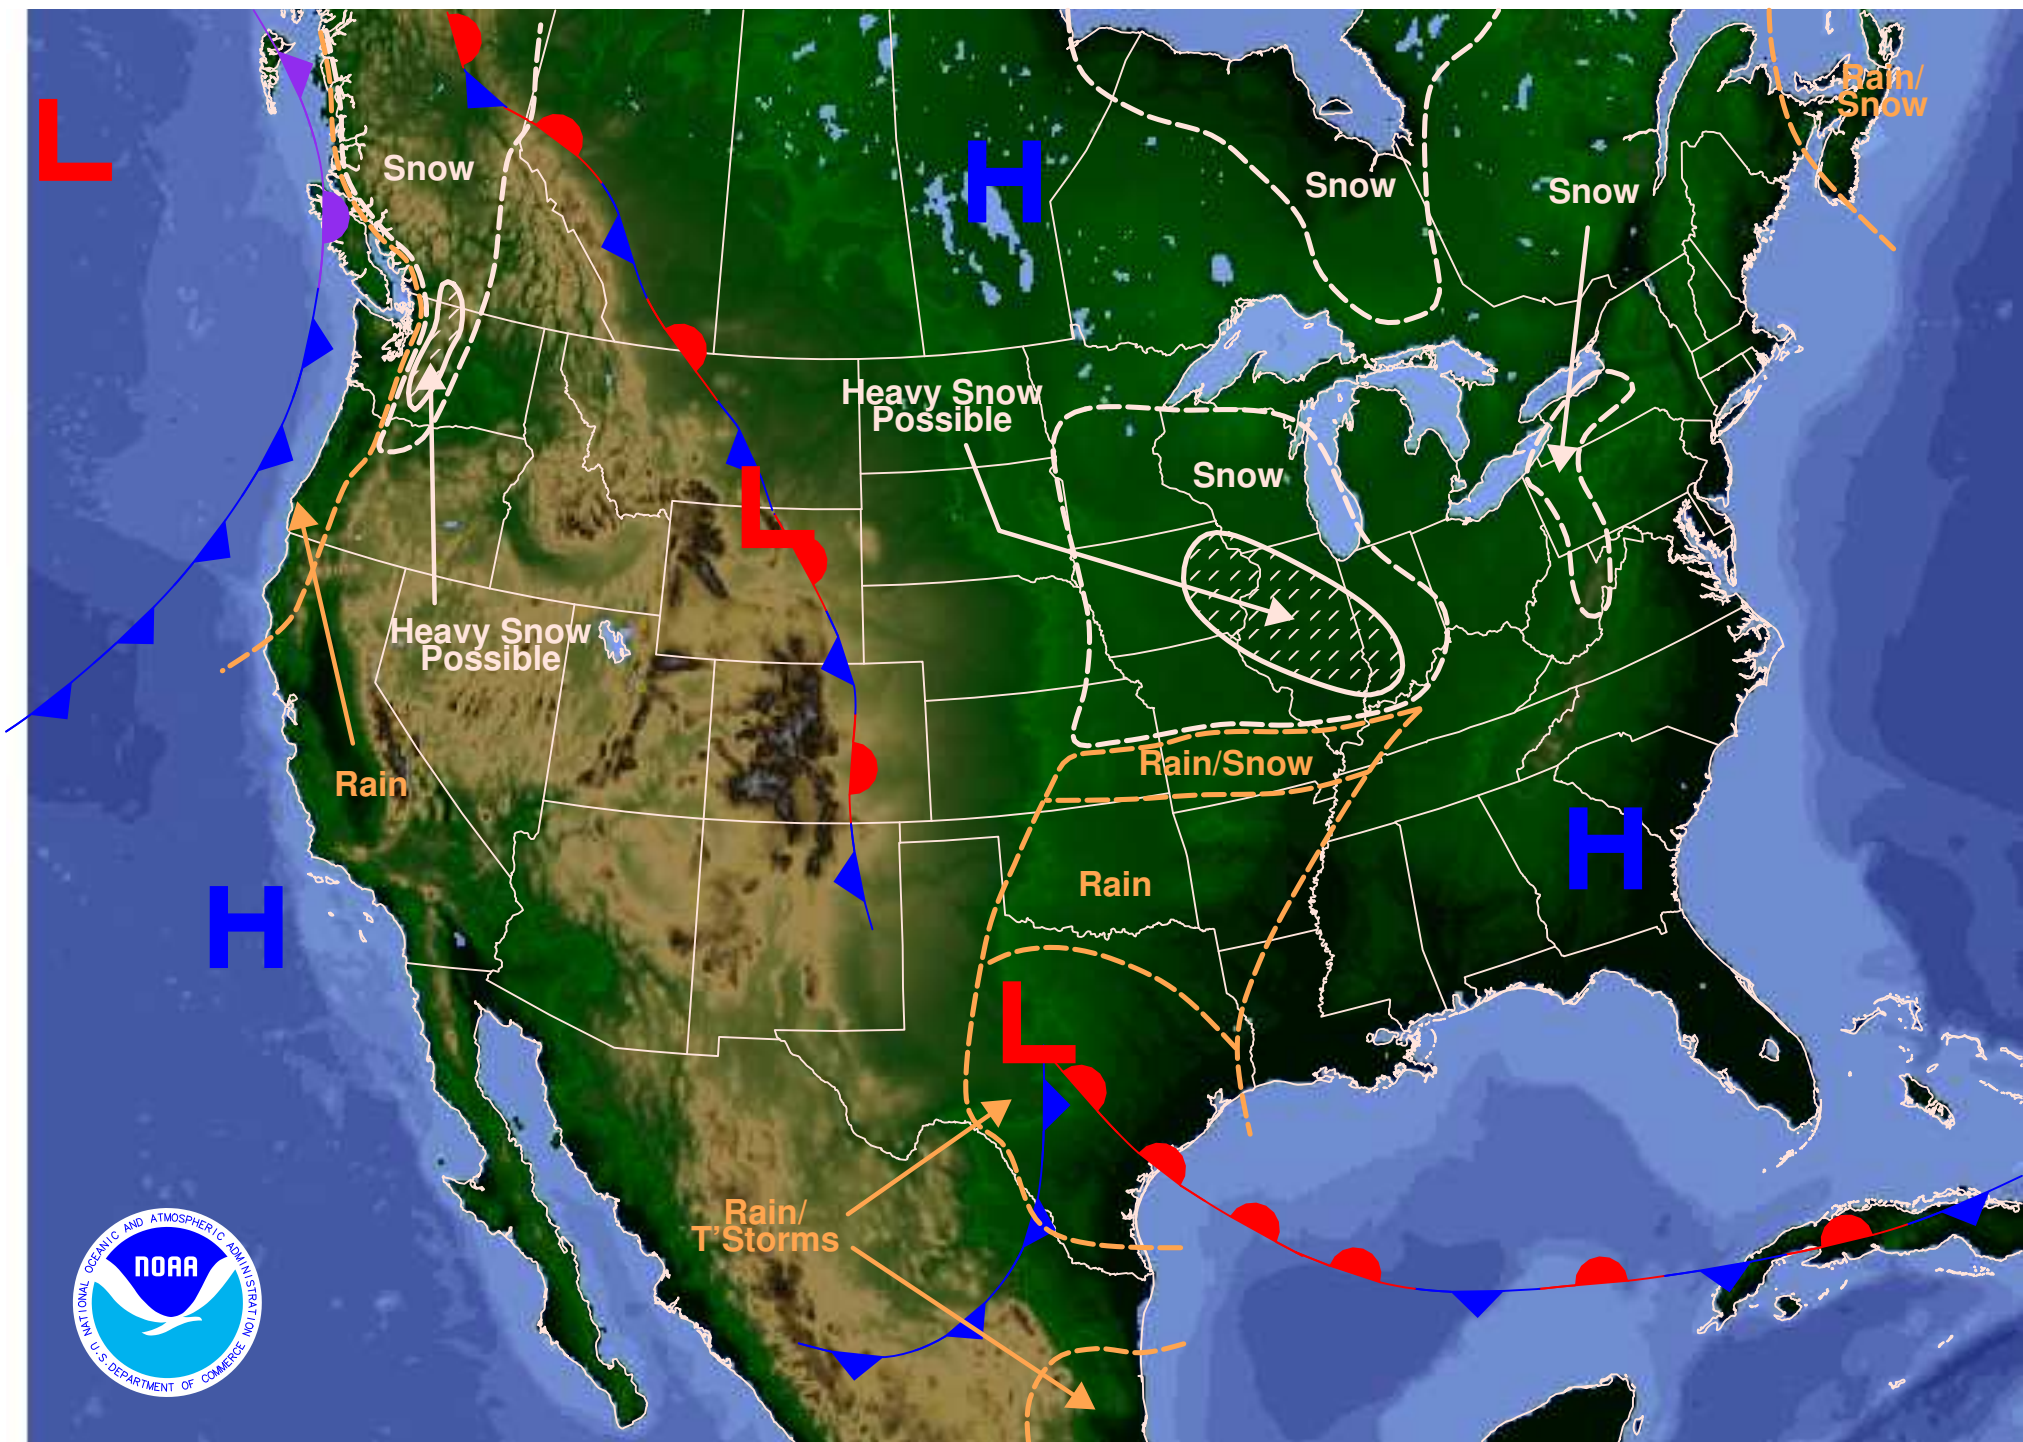 Rain/
Snow
L
Snow
H
Snow
Snow
Heavy Snow
Possible
Snow
L
Heavy Snow
Possible
Rain/Snow
Rain
H
Rain
H
L
Rain/
T'Storms
NATIONAL OCEANIC AND ATMOSPHERIC ADMINISTRATION
NOAA
U.S. DEPARTMENT OF COMMERCE